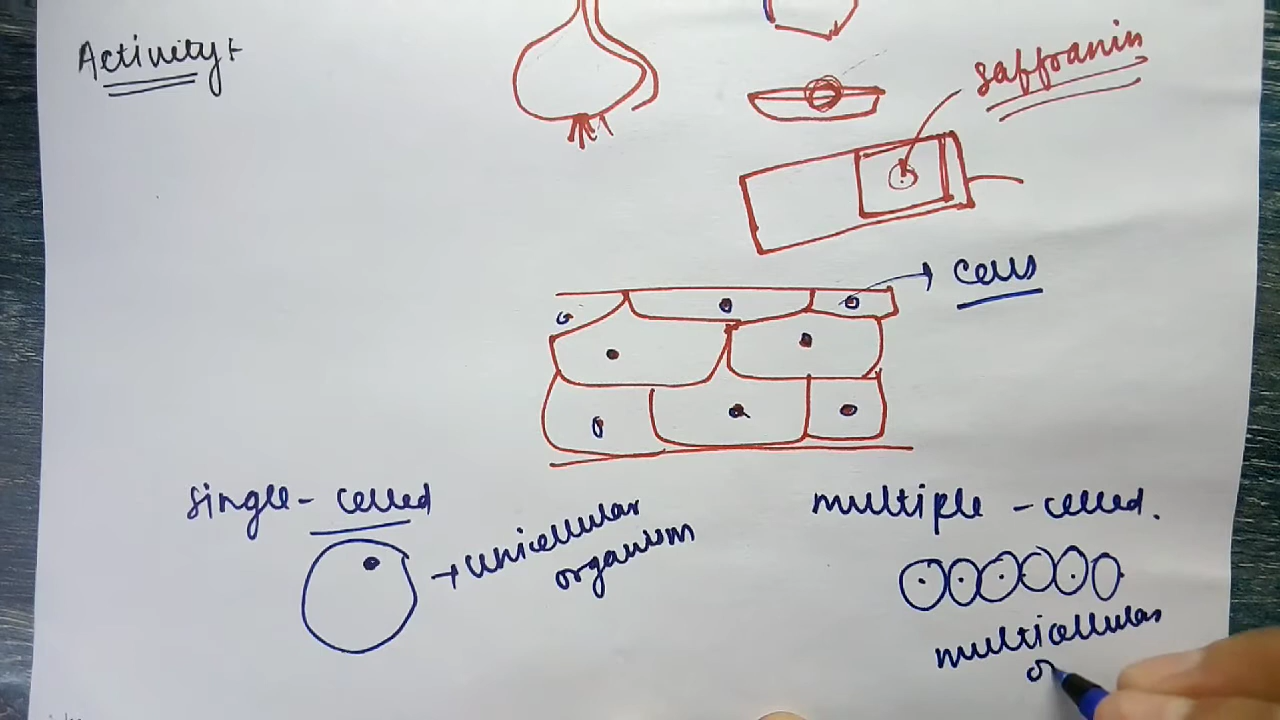 Activity:
saffranin
cells
single-celled
unicellular
organism
multiple-celled.
multicellular
o